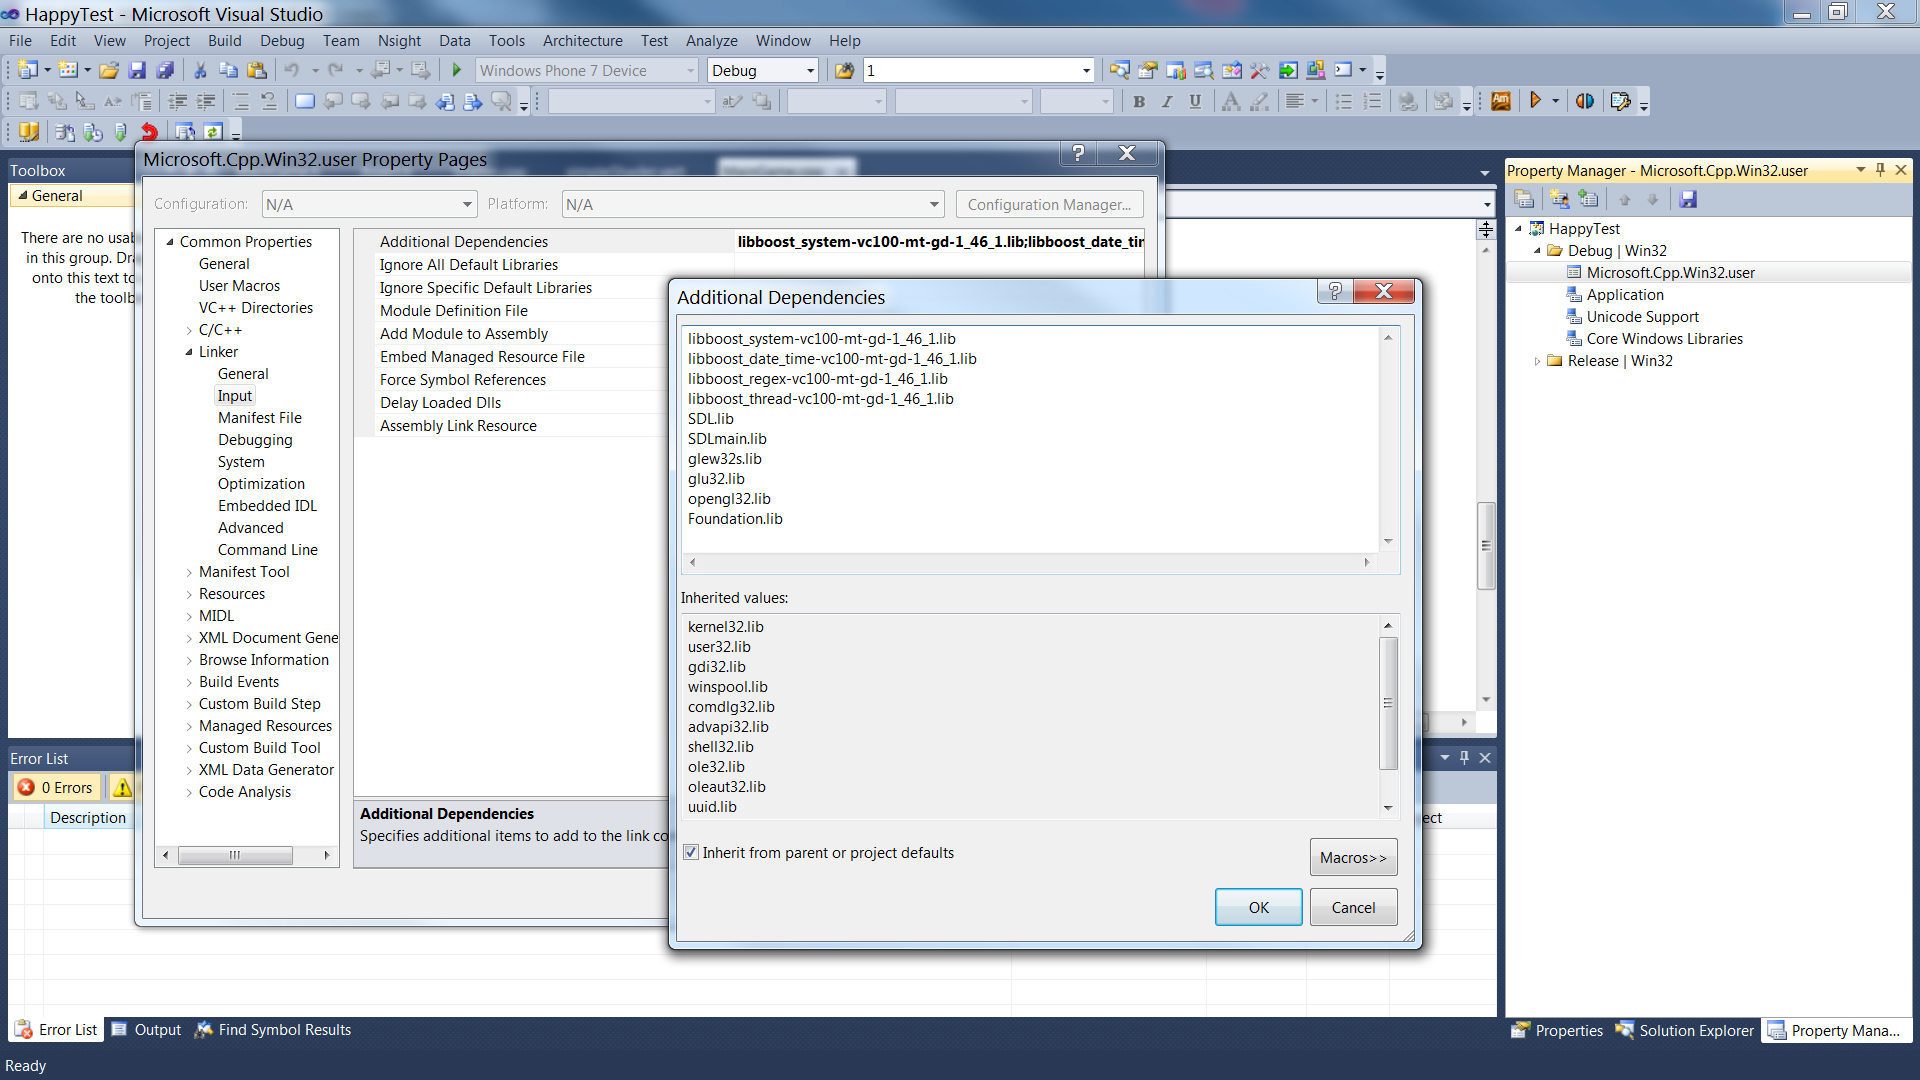 HappyTest - Microsoft Visual Studio
File Edit View Project Build Debug Team Nsight Data Tools Architecture Test Analyze Window Help
Windows Phone 7 Device
Debug
1
Toolbox
General
There are no usab
in this group. Dra
onto this text to
the toolb
Microsoft.Cpp.Win32.user Property Pages
Configuration: N/A Platform: N/A Configuration Manager...
Common Properties
General
User Macros
VC++ Directories
C/C++
Linker
General
Input
Manifest File
Debugging
System
Optimization
Embedded IDL
Advanced
Command Line
Manifest Tool
Resources
MIDL
XML Document Gene
Browse Information
Build Events
Custom Build Step
Managed Resources
Custom Build Tool
XML Data Generator
Code Analysis
Additional Dependencies libboost_system-vc100-mt-gd-1_46_1.lib;libboost_date_tin
Ignore All Default Libraries
Ignore Specific Default Libraries
Module Definition File
Add Module to Assembly
Embed Managed Resource File
Force Symbol References
Delay Loaded Dlls
Assembly Link Resource
Additional Dependencies
Specifies additional items to add to the link co
Additional Dependencies
libboost_system-vc100-mt-gd-1_46_1.lib
libboost_date_time-vc100-mt-gd-1_46_1.lib
libboost_regex-vc100-mt-gd-1_46_1.lib
libboost_thread-vc100-mt-gd-1_46_1.lib
SDL.lib
SDLmain.lib
glew32s.lib
glu32.lib
opengl32.lib
Foundation.lib
Inherited values:
kernel32.lib
user32.lib
gdi32.lib
winspool.lib
comdlg32.lib
advapi32.lib
shell32.lib
ole32.lib
oleaut32.lib
uuid.lib
Inherit from parent or project defaults
Macros>>
OK Cancel
Property Manager - Microsoft.Cpp.Win32.user
HappyTest
Debug | Win32
Microsoft.Cpp.Win32.user
Application
Unicode Support
Core Windows Libraries
Release | Win32
Error List
0 Errors
Description
ect
Error List Output Find Symbol Results
Properties Solution Explorer Property Mana...
Ready